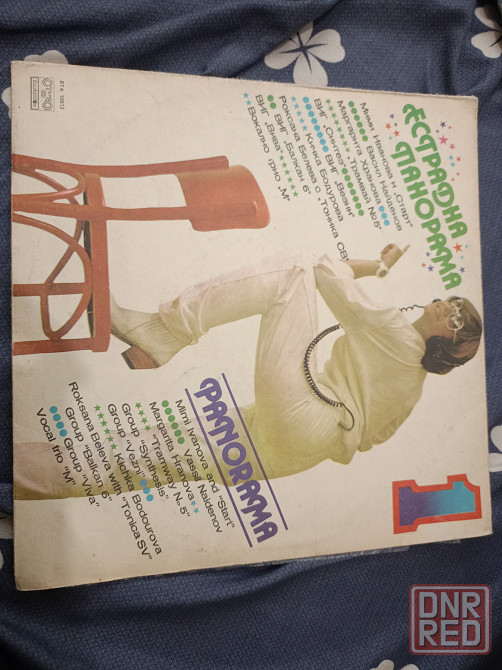 ЕСТРАДНА
ПАНОРАМА
Мими Иванова и „Старт"
Васил Найденов
Маргарита Хранова
„Трамвай № 5"
ВИГ „Синтез"
ВИГ „Везни"
Кичка Бодурова
Роксана Белева с „Тоника СВ"
ВИГ „Балкан 6"
ВИГ „Вива"
Вокално трио „М"
PANORAMA
Mimi Ivanova and "Start"
Vassil Naidenov
Margarita Hranova
"Tramway № 5"
Group "Synthesis"
Group "Vezni"
Kichka Bodourova
Roksana Beleva with "Tonica SV"
Group "Balkan 6"
Group "Viva"
Vocal trio "M"
1
DNR
RED